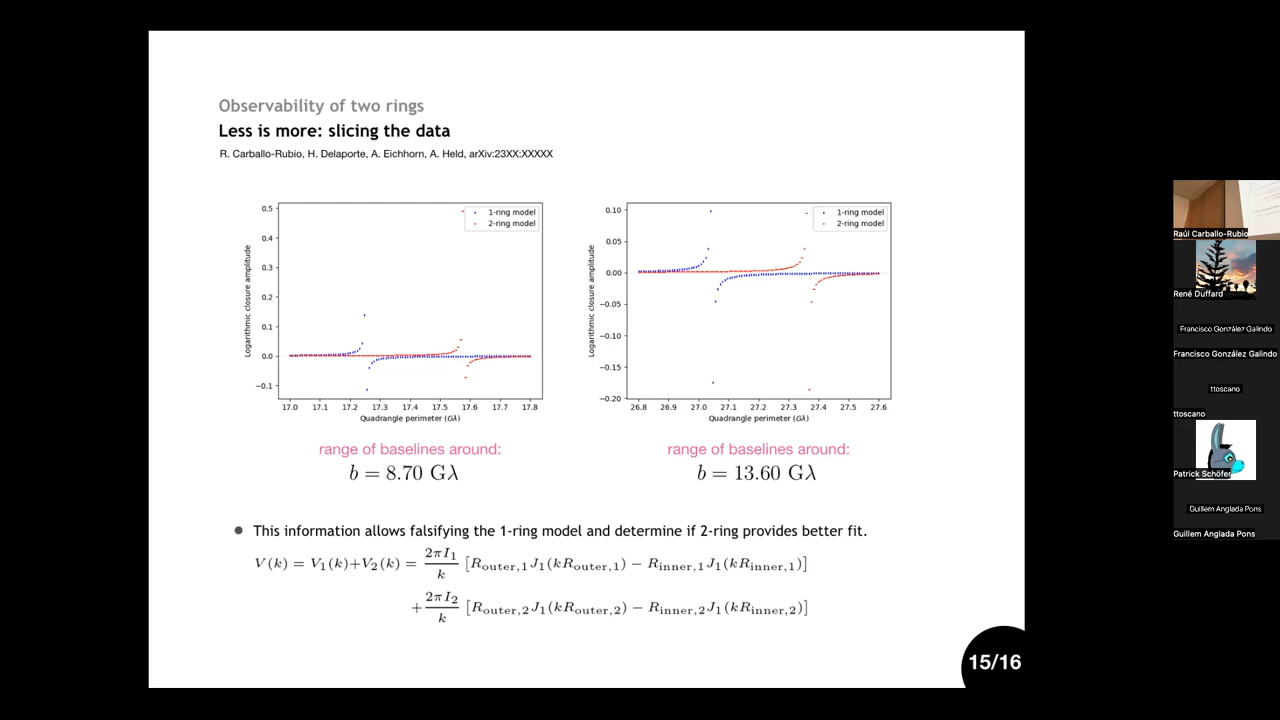 Observability of two rings
Less is more: slicing the data
R. Carballo-Rubio, H. Delaporte, A. Eichhorn, A. Held, arXiv:23XX:XXXXX
1-ring model
2-ring model
Logarithmic closure amplitude
0.5
0.4
0.3
0.2
0.1
0.0
−0.1
17.0 17.1 17.2 17.3 17.4 17.5 17.6 17.7 17.8
Quadrangle perimeter (Gλ)
1-ring model
2-ring model
Logarithmic closure amplitude
0.10
0.05
0.00
−0.05
−0.10
−0.15
−0.20
26.8 26.9 27.0 27.1 27.2 27.3 27.4 27.5 27.6
Quadrangle perimeter (Gλ)
range of baselines around:
b = 8.70 Gλ
range of baselines around:
b = 13.60 Gλ
● This information allows falsifying the 1-ring model and determine if 2-ring provides better fit.
V(k) = V₁(k)+V₂(k) = 2πI₁/k [R_outer,1 J₁(kR_outer,1) − R_inner,1 J₁(kR_inner,1)]
+ 2πI₂/k [R_outer,2 J₁(kR_outer,2) − R_inner,2 J₁(kR_inner,2)]
15/16
Raúl Carballo-Rubio
René Duffard
Francisco González Galindo
Francisco González Galindo
ttoscano
ttoscano
Patrick Schöfer
Guillem Anglada Pons
Guillem Anglada Pons